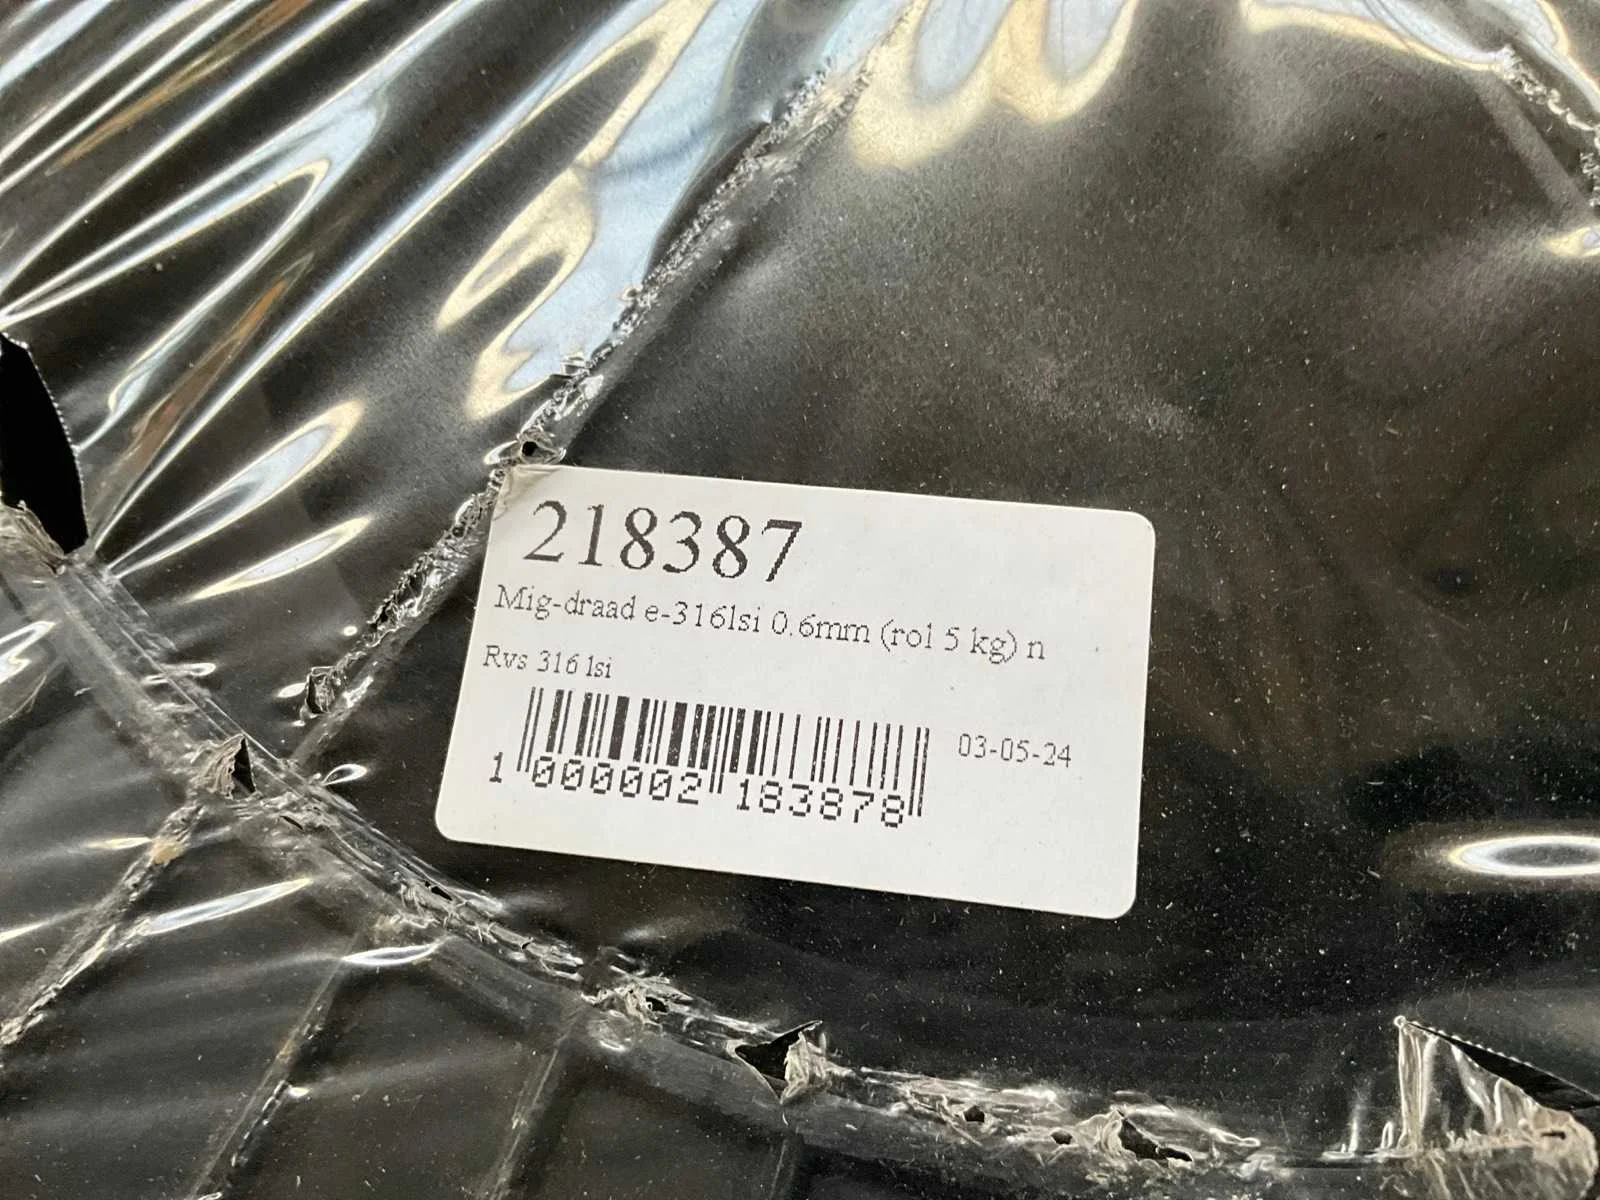 218387
Mig-draad e-316lsi 0.6mm (rol 5 kg) n
Rvs 316 lsi
03-05-24
1 000002 183878